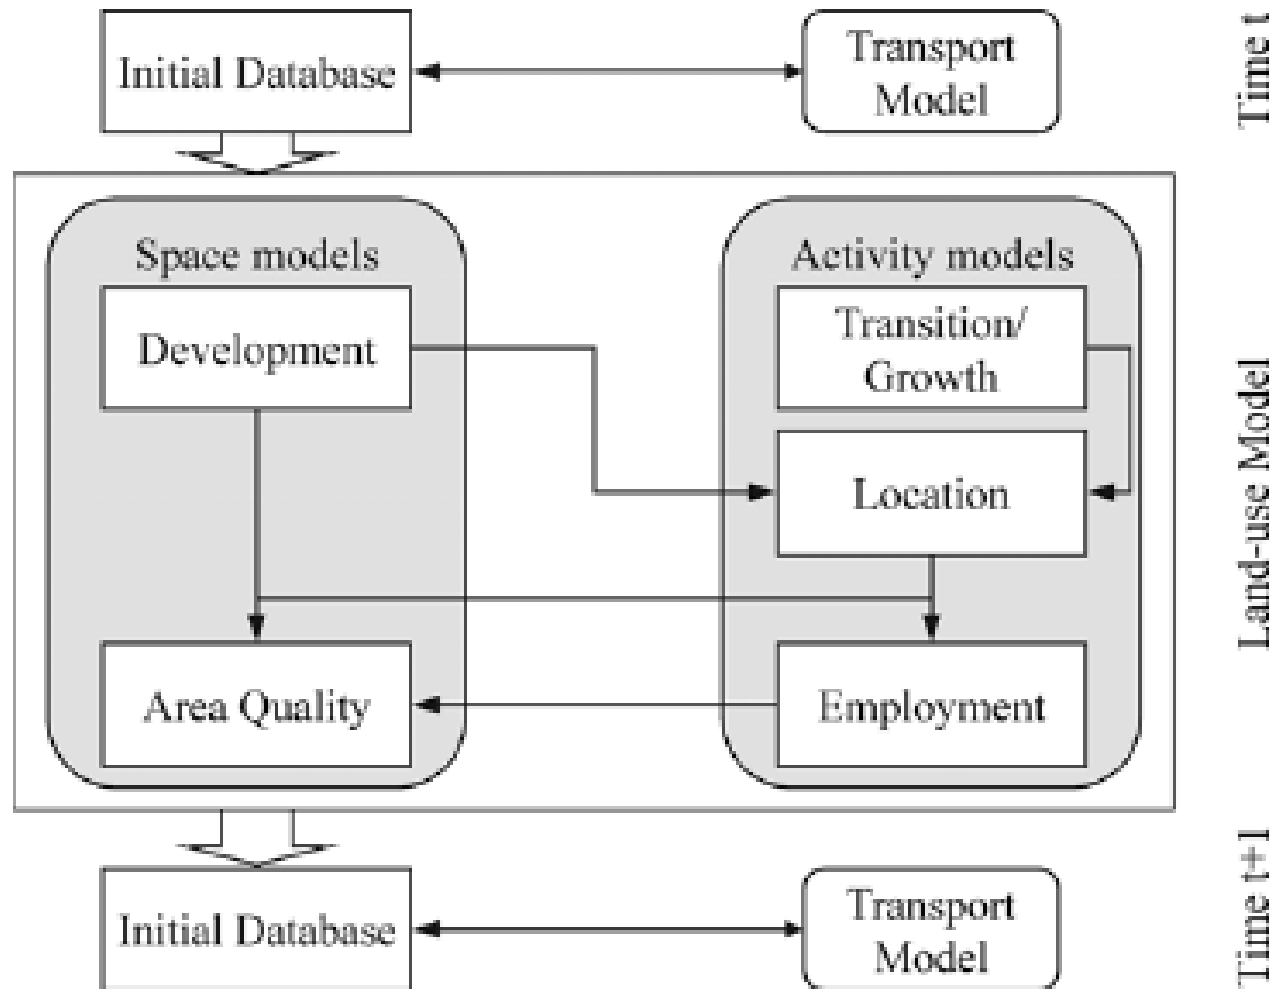 Initial Database
Transport
Model
Time t
Space models
Activity models
Development
Transition/
Growth
Location
Land-use Model
Area Quality
Employment
Initial Database
Transport
Model
Time t+1